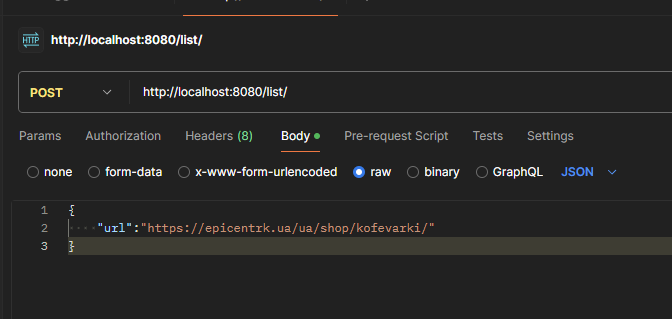 HTTP http://localhost:8080/list/
POST http://localhost:8080/list/
Params Authorization Headers (8) Body Pre-request Script Tests Settings
none form-data x-www-form-urlencoded raw binary GraphQL JSON
1 {
2 "url":"https://epicentrk.ua/ua/shop/kofevarki/"
3 }